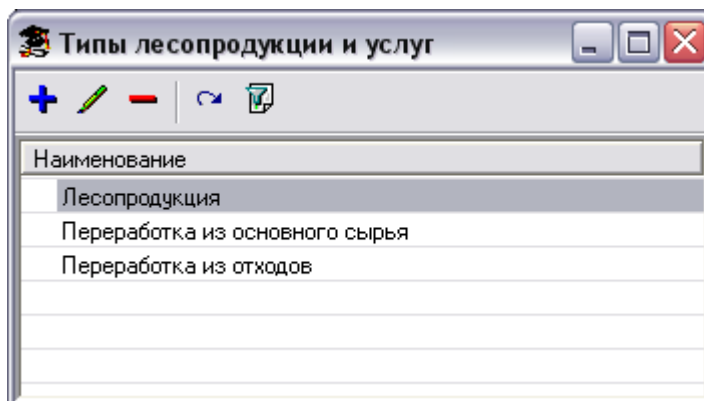 Типы лесопродукции и услуг
Наименование
Лесопродукция
Переработка из основного сырья
Переработка из отходов